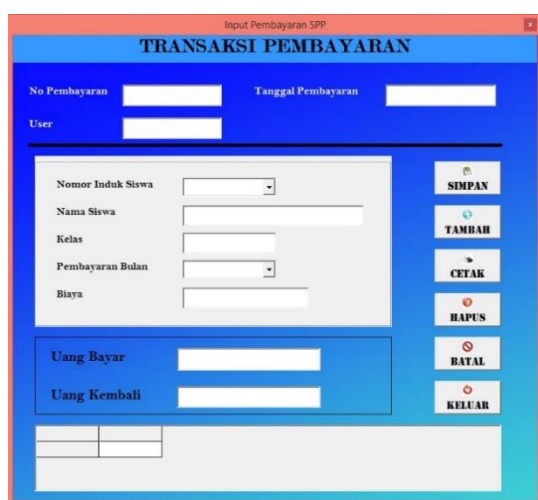 Input Pembayaran SPP
x
TRANSAKSI PEMBAYARAN
No Pembayaran
Tanggal Pembayaran
User
Nomor Induk Siswa
Nama Siswa
Kelas
Pembayaran Bulan
Biaya
SIMPAN
TAMBAH
CETAK
HAPUS
BATAL
KELUAR
Uang Bayar
Uang Kembali